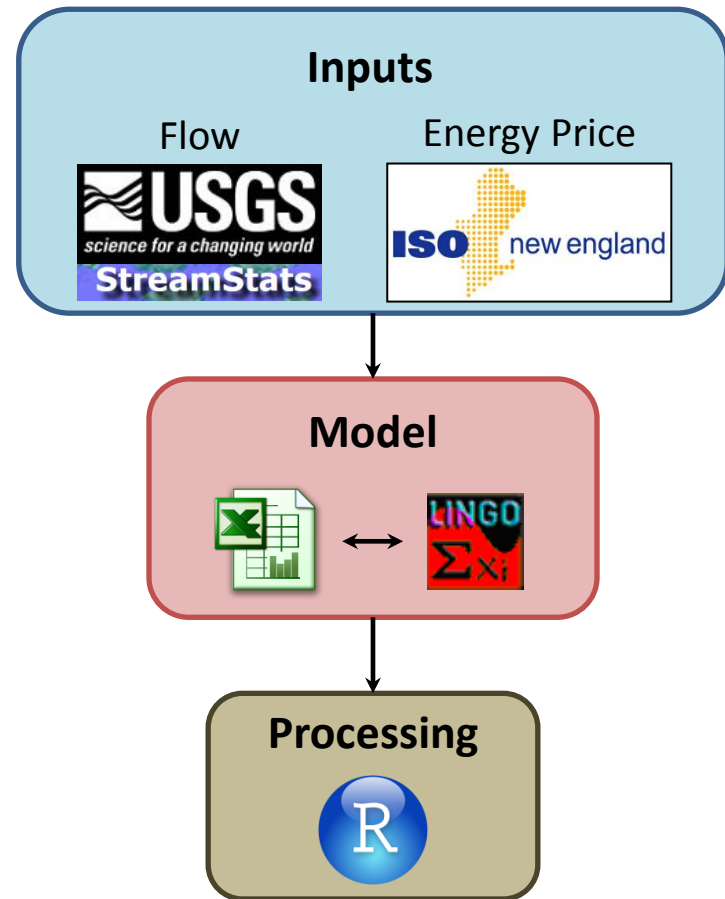 Inputs
Flow
Energy Price
USGS
science for a changing world
StreamStats
ISO new england
Model
X
LINGO
Σxi
Processing
R